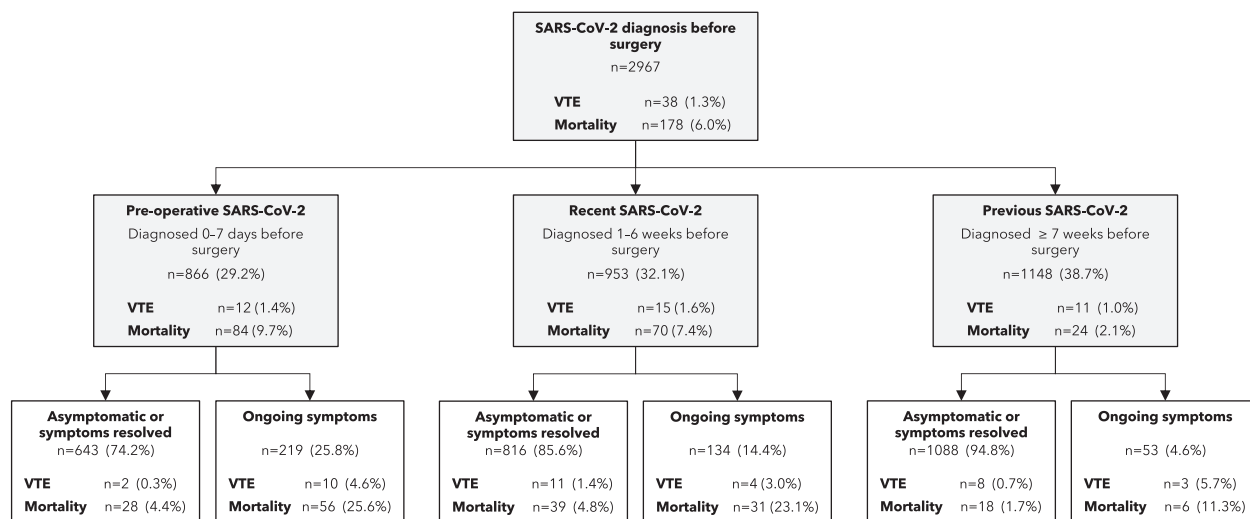 SARS-CoV-2 diagnosis before
surgery
n=2967
VTE n=38 (1.3%)
Mortality n=178 (6.0%)
Pre-operative SARS-CoV-2
Diagnosed 0–7 days before
surgery
n=866 (29.2%)
VTE n=12 (1.4%)
Mortality n=84 (9.7%)
Recent SARS-CoV-2
Diagnosed 1–6 weeks before
surgery
n=953 (32.1%)
VTE n=15 (1.6%)
Mortality n=70 (7.4%)
Previous SARS-CoV-2
Diagnosed ≥ 7 weeks before
surgery
n=1148 (38.7%)
VTE n=11 (1.0%)
Mortality n=24 (2.1%)
Asymptomatic or
symptoms resolved
n=643 (74.2%)
VTE n=2 (0.3%)
Mortality n=28 (4.4%)
Ongoing symptoms
n=219 (25.8%)
VTE n=10 (4.6%)
Mortality n=56 (25.6%)
Asymptomatic or
symptoms resolved
n=816 (85.6%)
VTE n=11 (1.4%)
Mortality n=39 (4.8%)
Ongoing symptoms
n=134 (14.4%)
VTE n=4 (3.0%)
Mortality n=31 (23.1%)
Asymptomatic or
symptoms resolved
n=1088 (94.8%)
VTE n=8 (0.7%)
Mortality n=18 (1.7%)
Ongoing symptoms
n=53 (4.6%)
VTE n=3 (5.7%)
Mortality n=6 (11.3%)